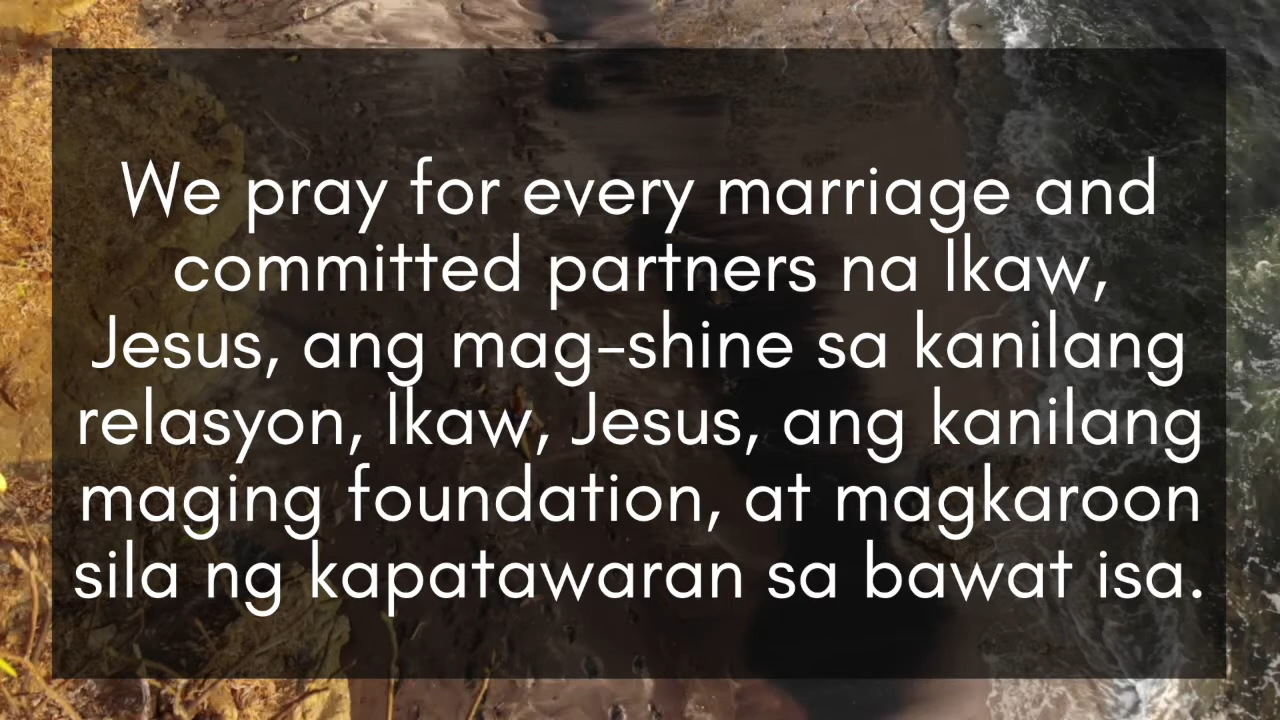 We pray for every marriage and
committed partners na Ikaw,
Jesus, ang mag-shine sa kanilang
relasyon, Ikaw, Jesus, ang kanilang
maging foundation, at magkaroon
sila ng kapatawaran sa bawat isa.